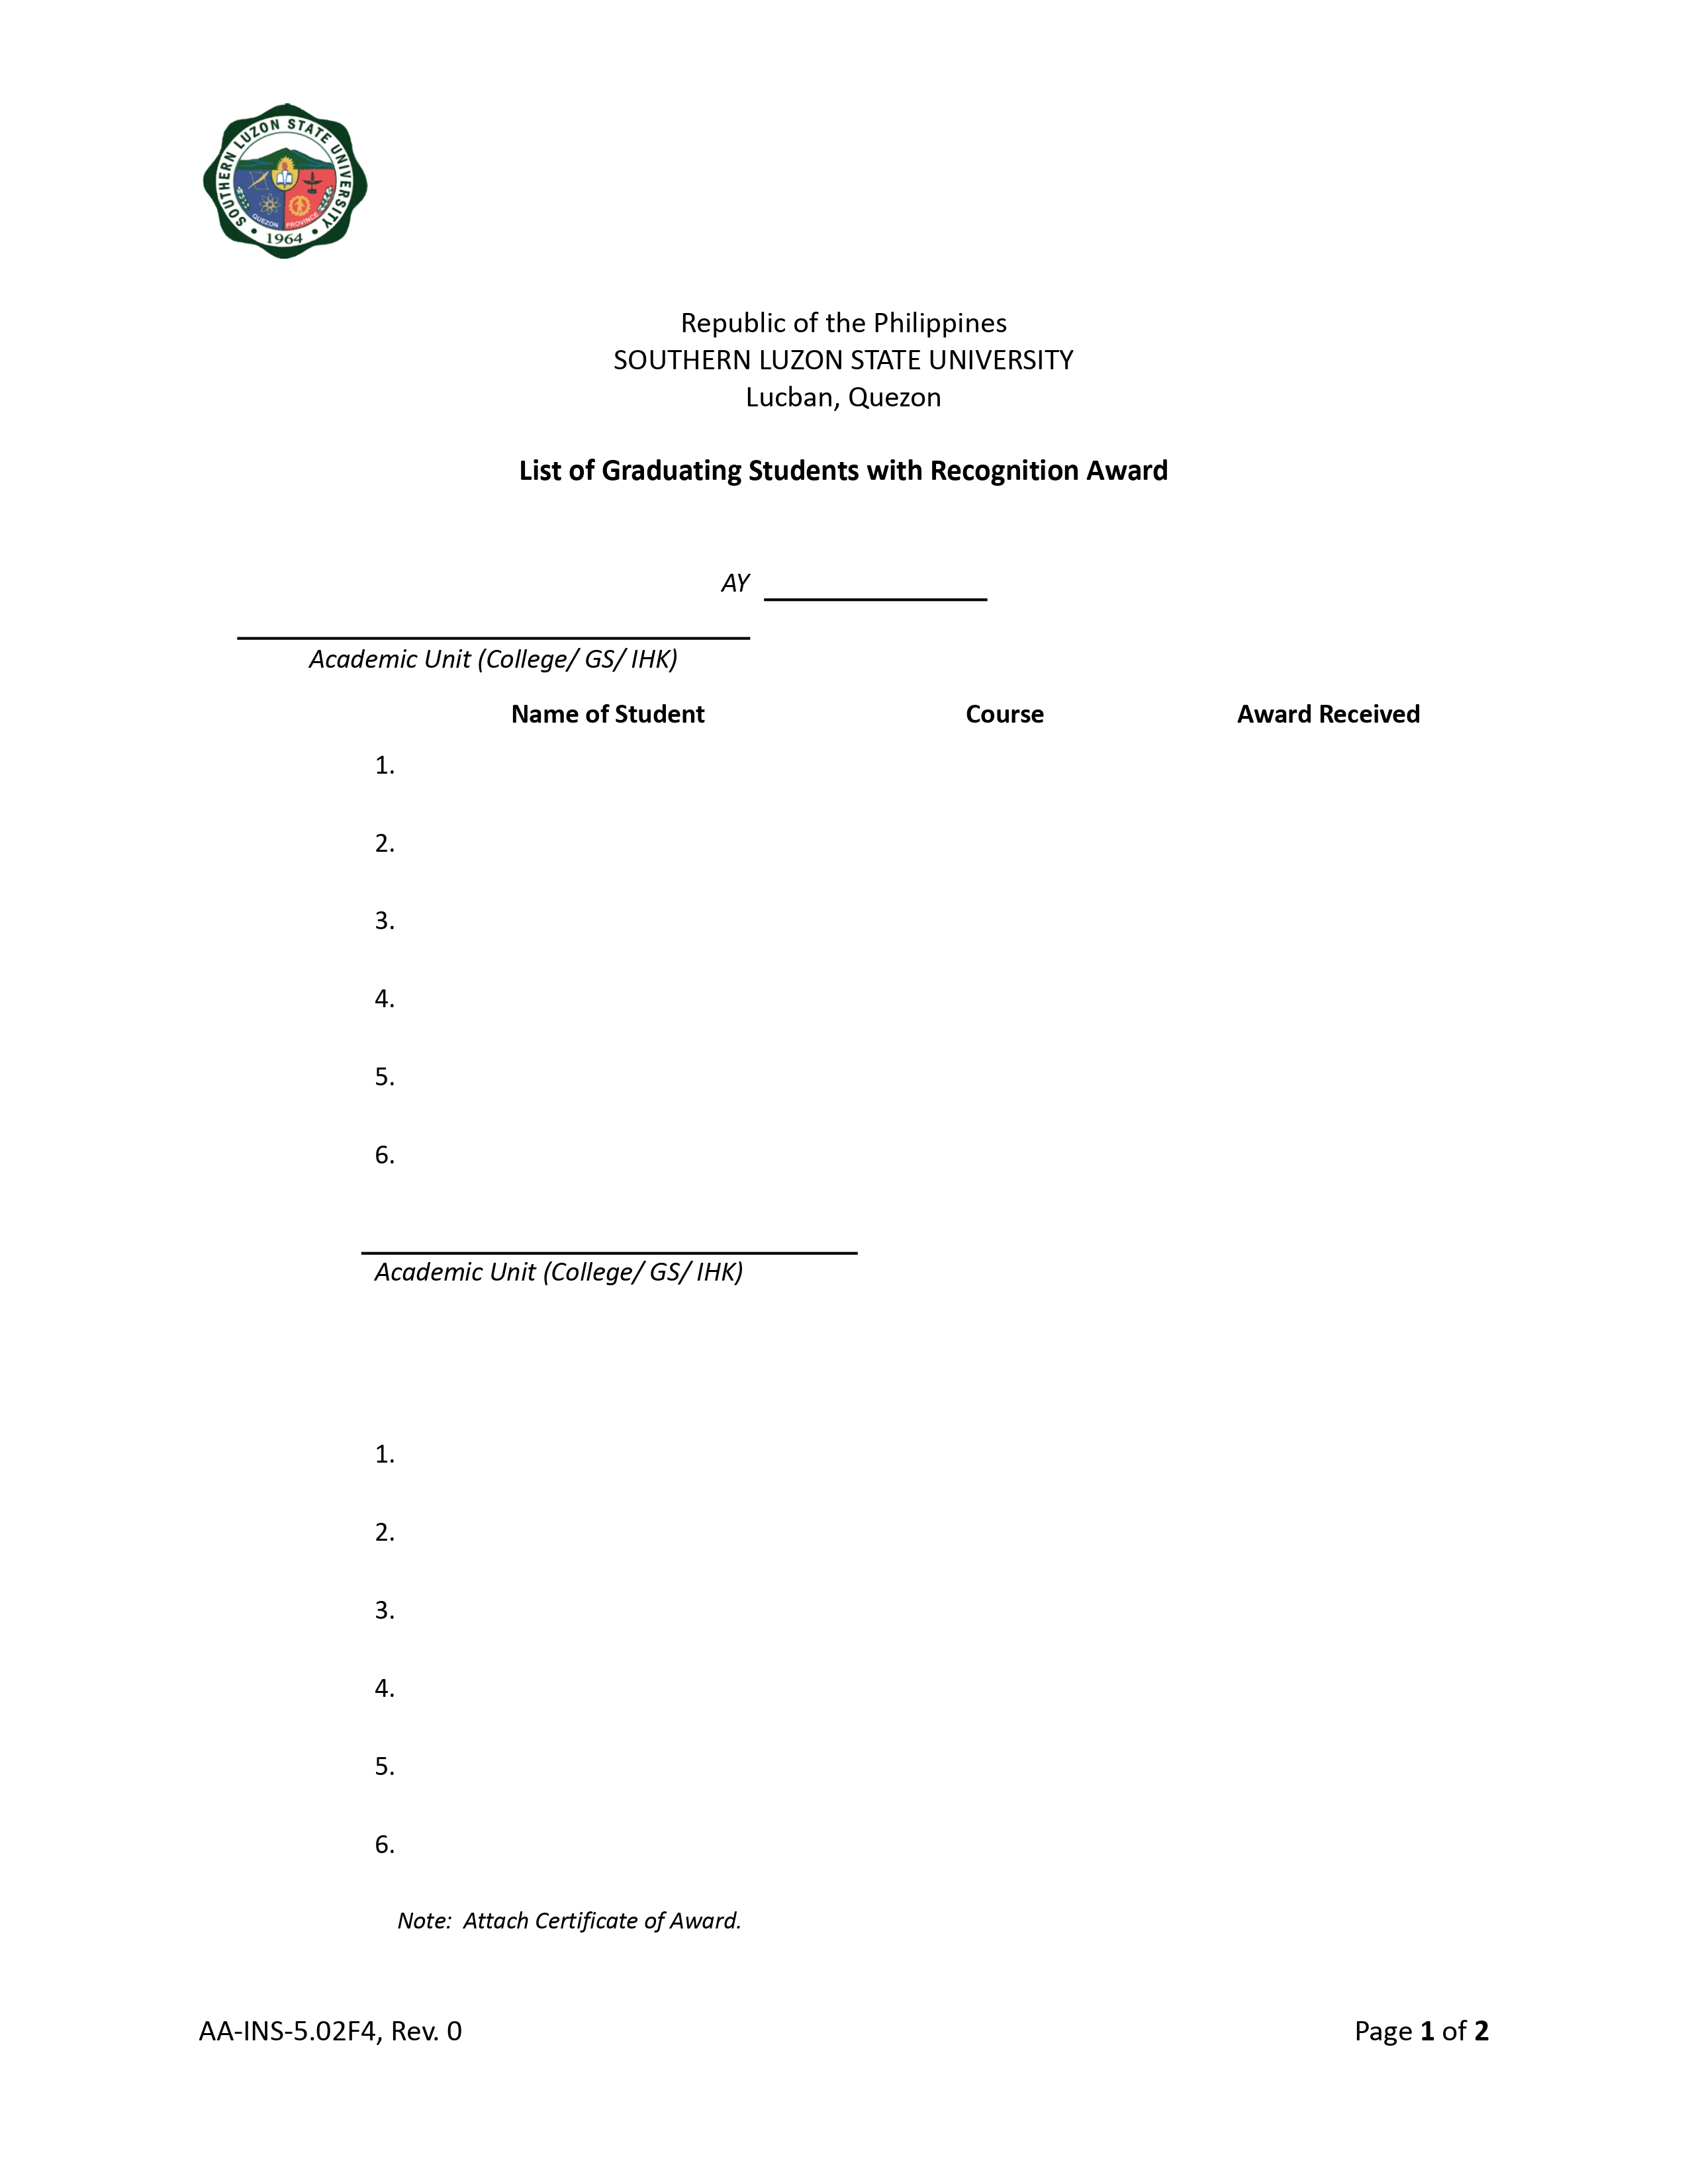 SOUTHERN LUZON STATE UNIVERSITY
QUEZON PROVINCE
• 1964 •
Republic of the Philippines
SOUTHERN LUZON STATE UNIVERSITY
Lucban, Quezon
List of Graduating Students with Recognition Award
AY
Academic Unit (College/ GS/ IHK)
Name of Student Course Award Received
1.
2.
3.
4.
5.
6.
Academic Unit (College/ GS/ IHK)
1.
2.
3.
4.
5.
6.
Note: Attach Certificate of Award.
AA-INS-5.02F4, Rev. 0 Page 1 of 2